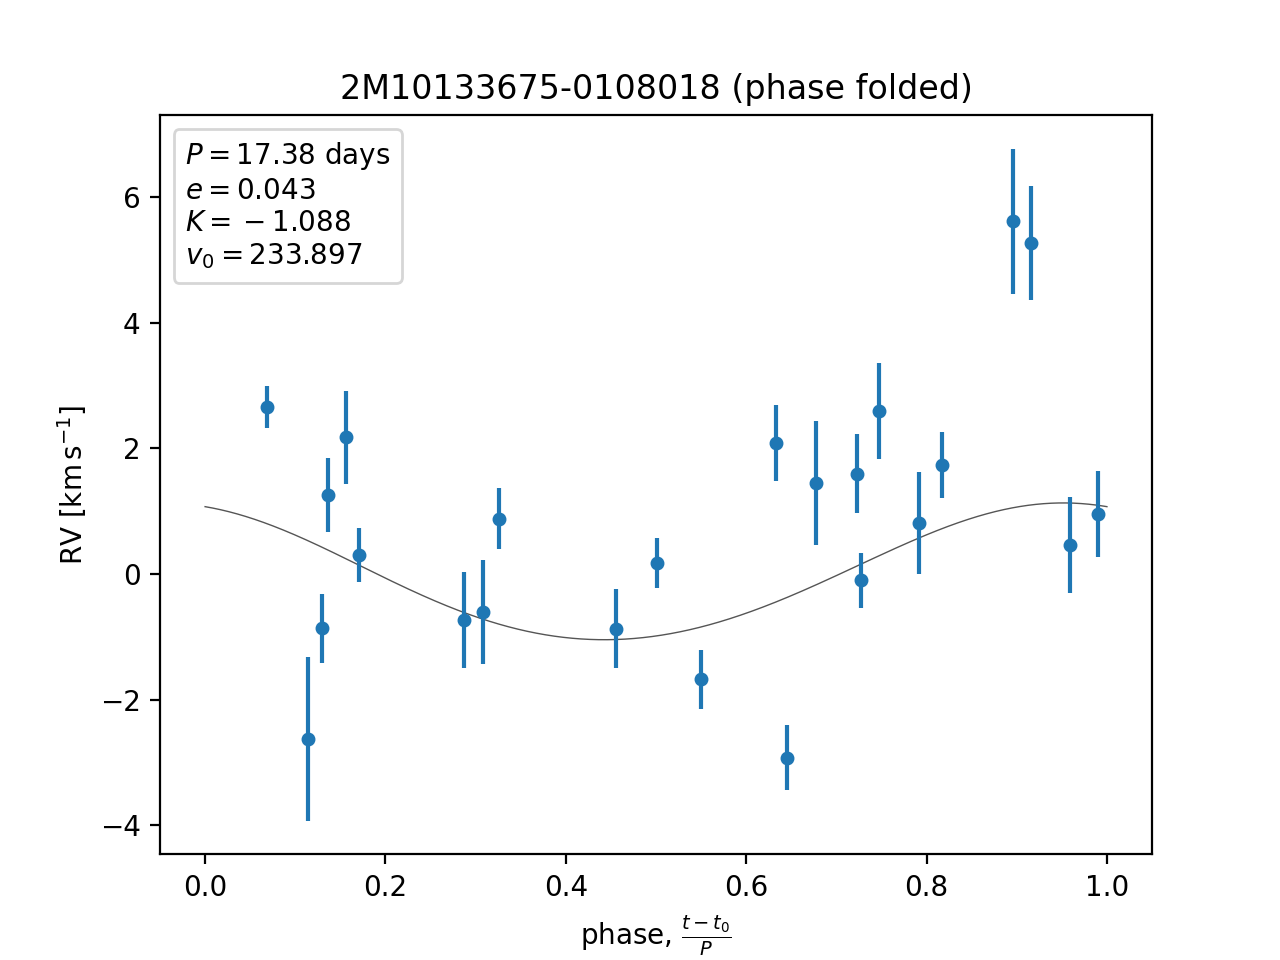 2M10133675-0108018 (phase folded)
P = 17.38 days
e = 0.043
K = −1.088
v₀ = 233.897
6
4
2
0
−2
−4
RV [km s⁻¹]
0.0 0.2 0.4 0.6 0.8 1.0
phase, (t − t₀)/P